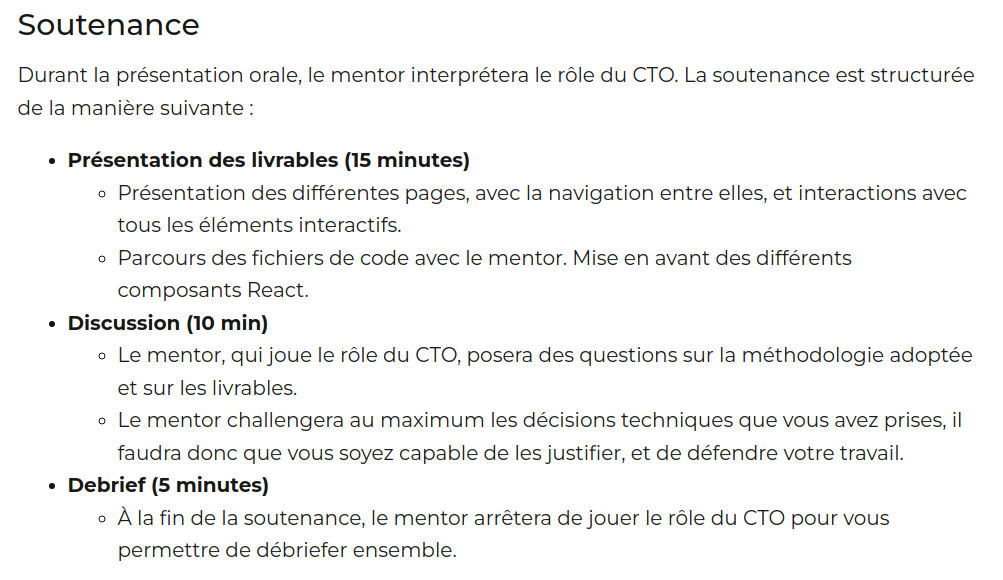 Soutenance
Durant la présentation orale, le mentor interprétera le rôle du CTO. La soutenance est structurée
de la manière suivante :
• Présentation des livrables (15 minutes)
◦ Présentation des différentes pages, avec la navigation entre elles, et interactions avec
tous les éléments interactifs.
◦ Parcours des fichiers de code avec le mentor. Mise en avant des différents
composants React.
• Discussion (10 min)
◦ Le mentor, qui joue le rôle du CTO, posera des questions sur la méthodologie adoptée
et sur les livrables.
◦ Le mentor challengera au maximum les décisions techniques que vous avez prises, il
faudra donc que vous soyez capable de les justifier, et de défendre votre travail.
• Debrief (5 minutes)
◦ À la fin de la soutenance, le mentor arrêtera de jouer le rôle du CTO pour vous
permettre de débriefer ensemble.